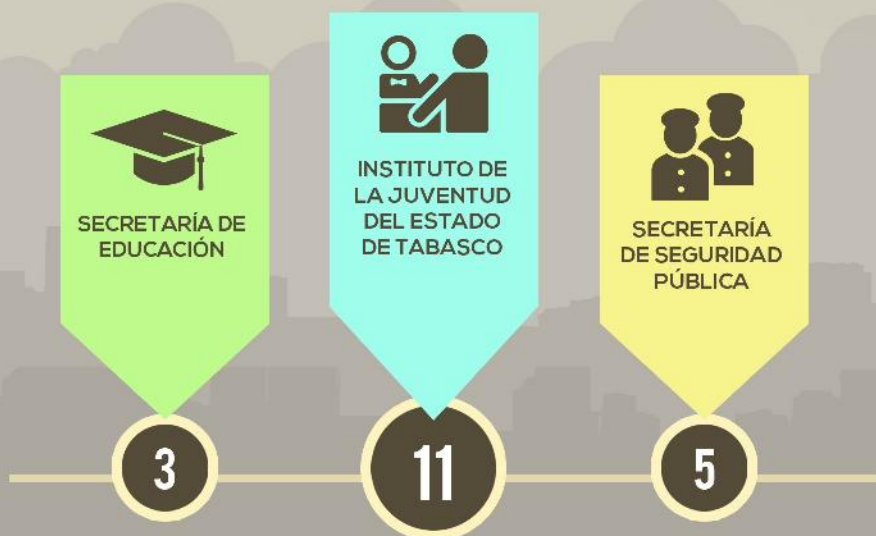 SECRETARÍA DE
EDUCACIÓN
3
INSTITUTO DE
LA JUVENTUD
DEL ESTADO
DE TABASCO
11
SECRETARÍA
DE SEGURIDAD
PÚBLICA
5